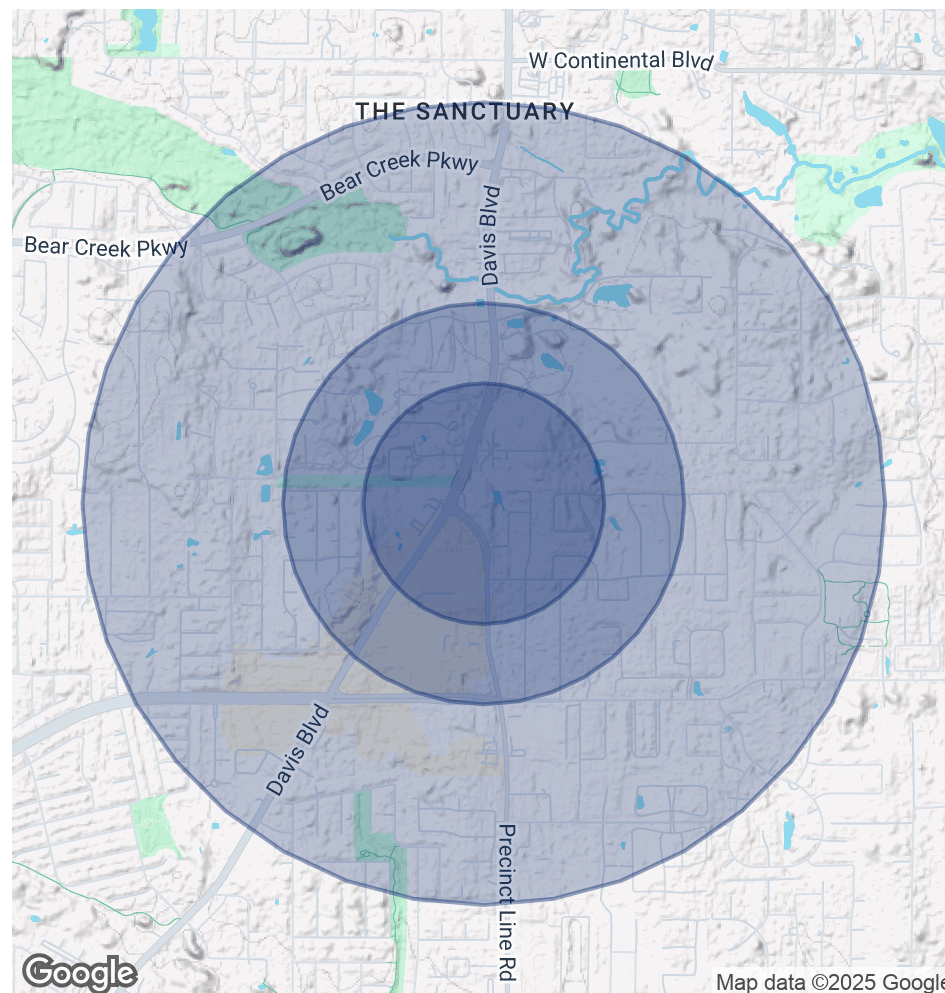 W Continental Blvd
THE SANCTUARY
Bear Creek Pkwy
Davis Blvd
Bear Creek Pkwy
Davis Blvd
Precinct Line Rd
Google
Map data ©2025 Google